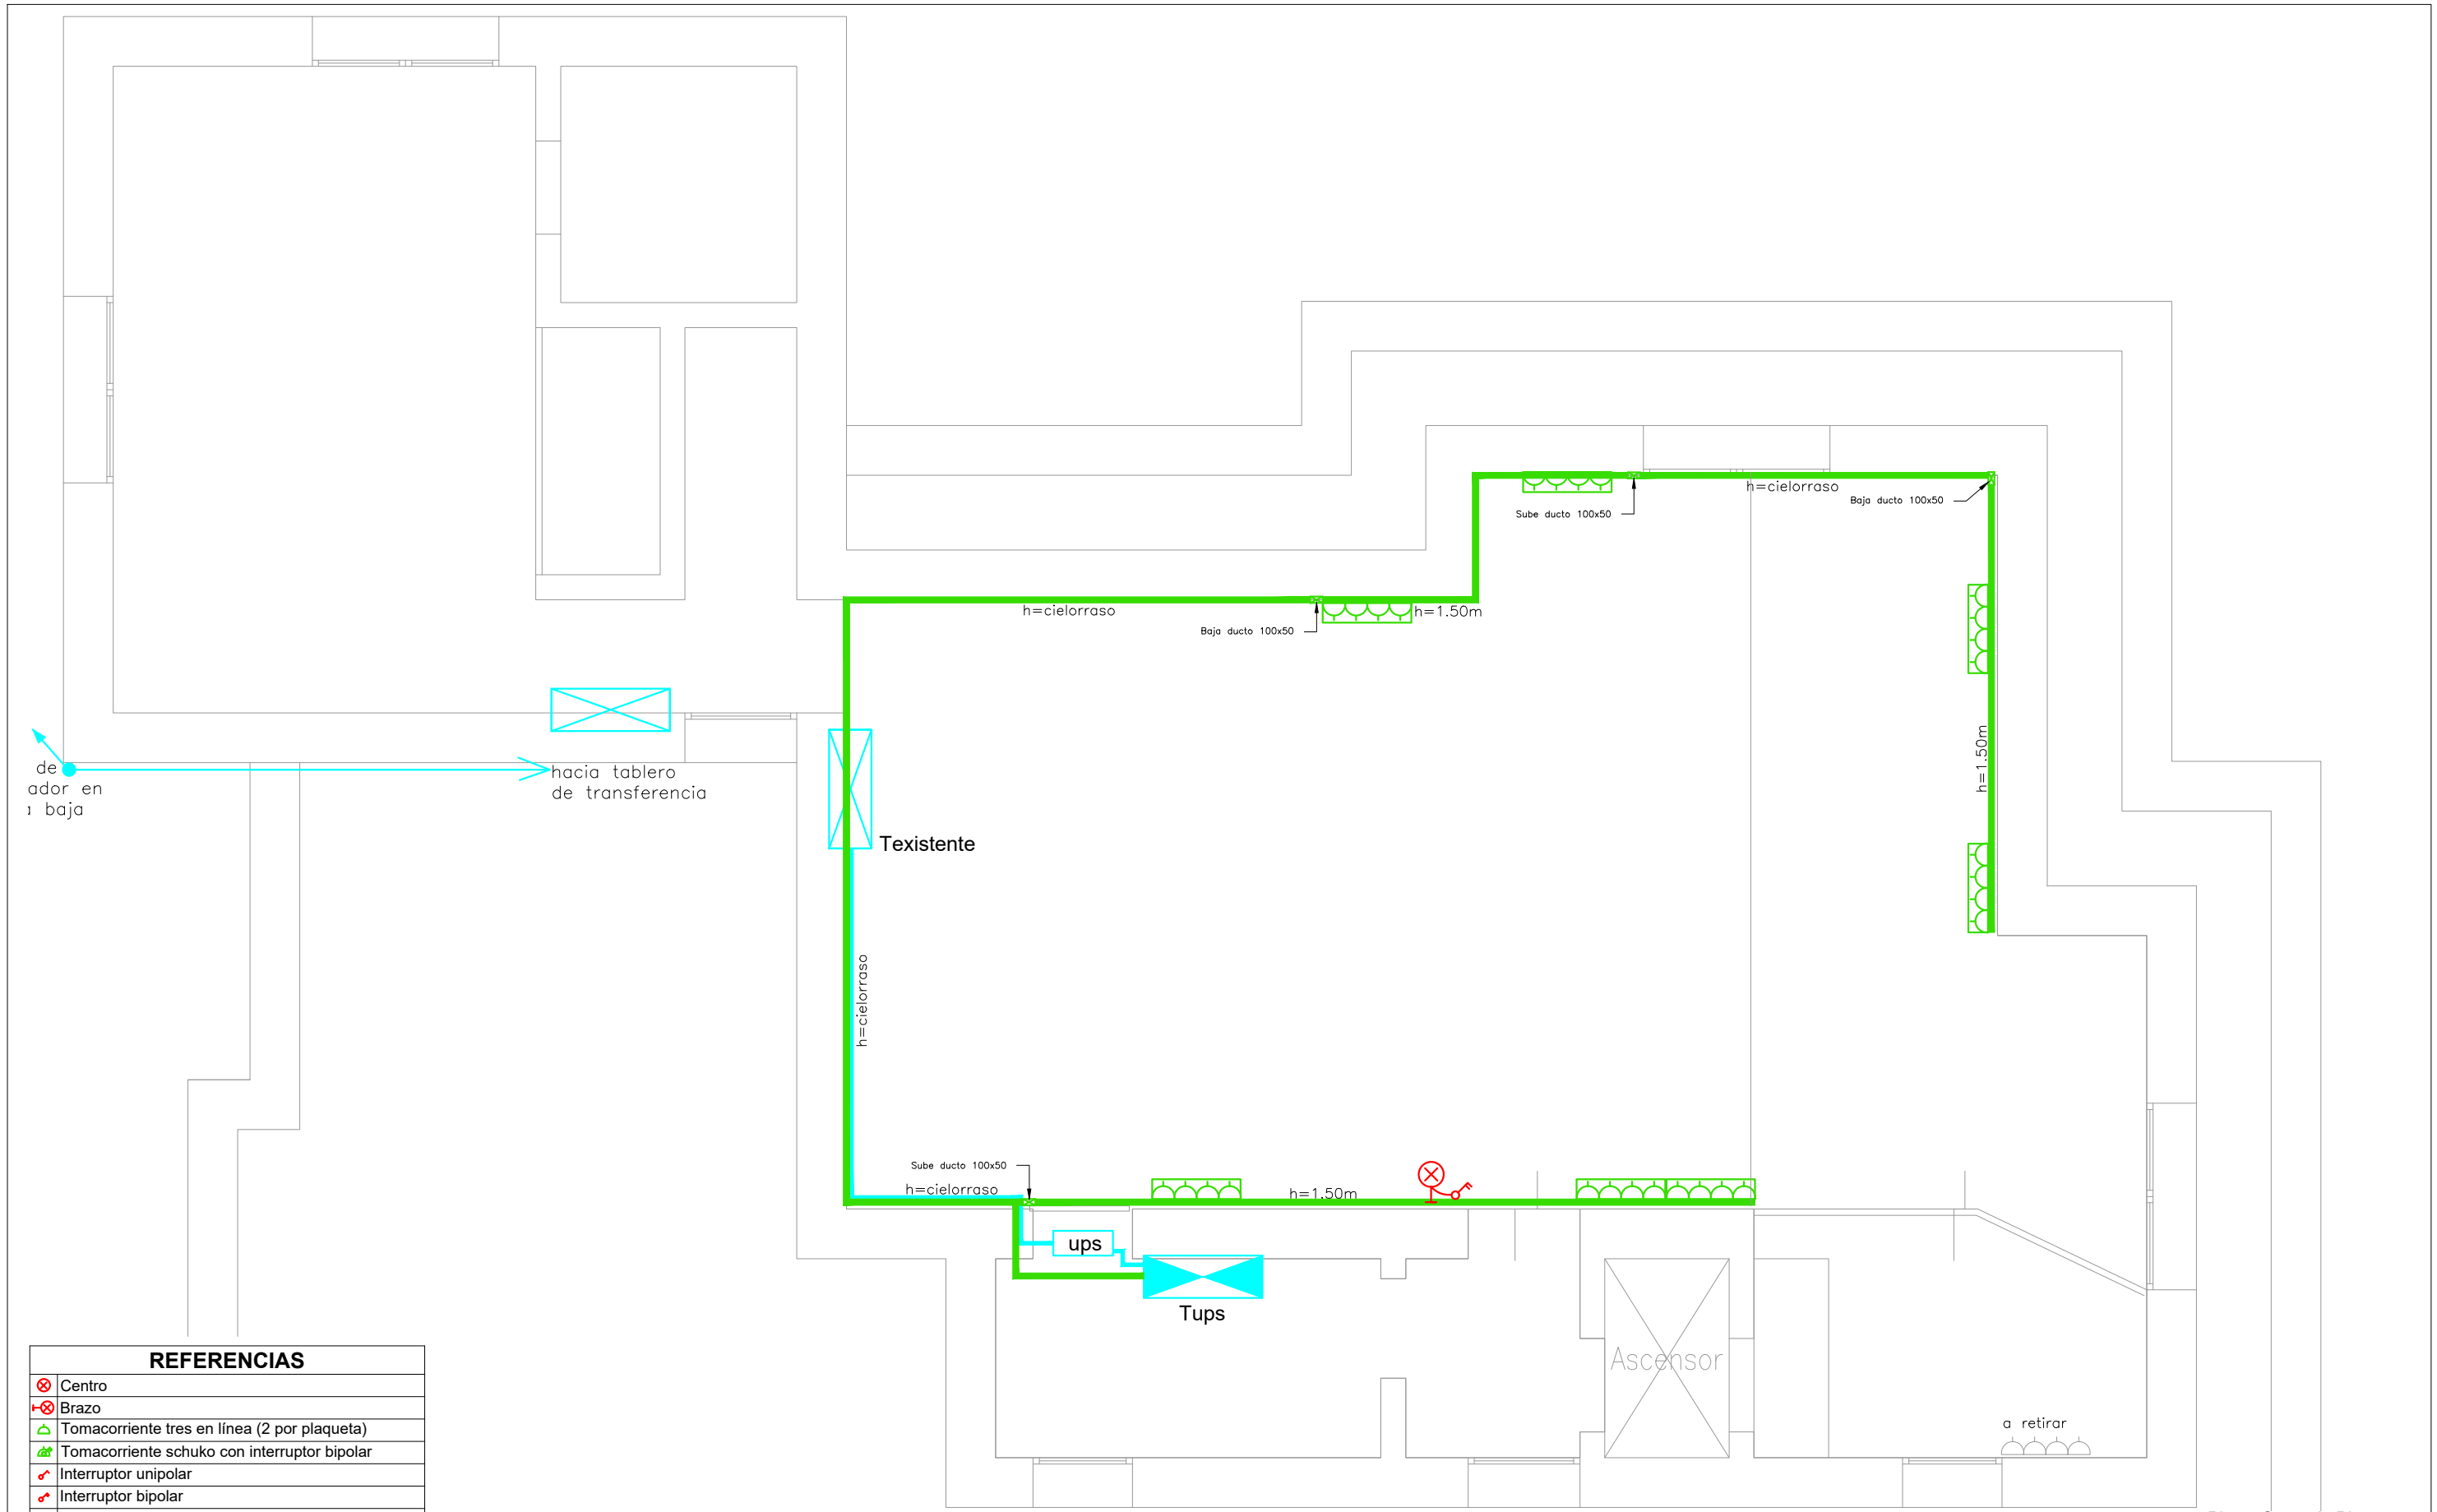 h=cielorraso
Baja ducto 100x50
Sube ducto 100x50
h=cielorraso
h=1.50m
Baja ducto 100x50
h=1.50m
de
ador en
baja
hacia tablero
de transferencia
Texistente
h=cielorraso
Sube ducto 100x50
h=cielorraso
h=1.50m
ups
Tups
Ascensor
a retirar
REFERENCIAS
Centro
Brazo
Tomacorriente tres en línea (2 por plaqueta)
Tomacorriente schuko con interruptor bipolar
Interruptor unipolar
Interruptor bipolar